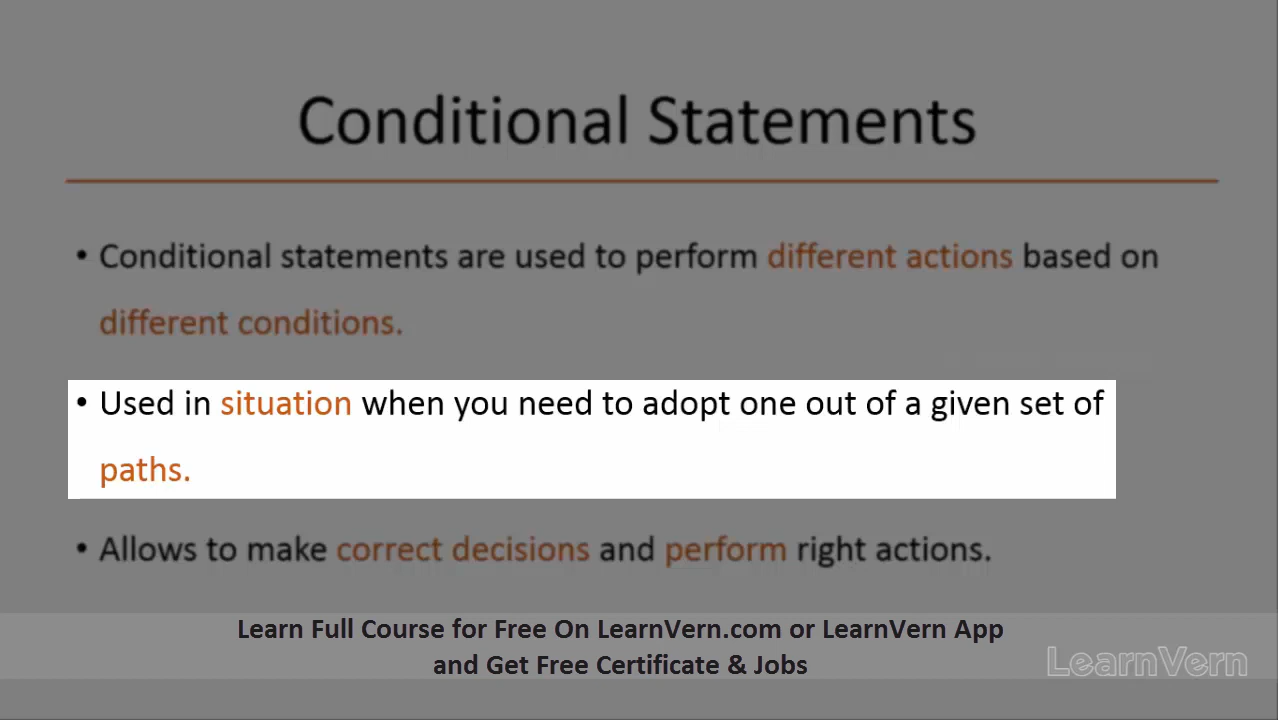 Conditional Statements
• Conditional statements are used to perform different actions based on
different conditions.
• Used in situation when you need to adopt one out of a given set of
paths.
• Allows to make correct decisions and perform right actions.
Learn Full Course for Free On LearnVern.com or LearnVern App
and Get Free Certificate & Jobs
LearnVern